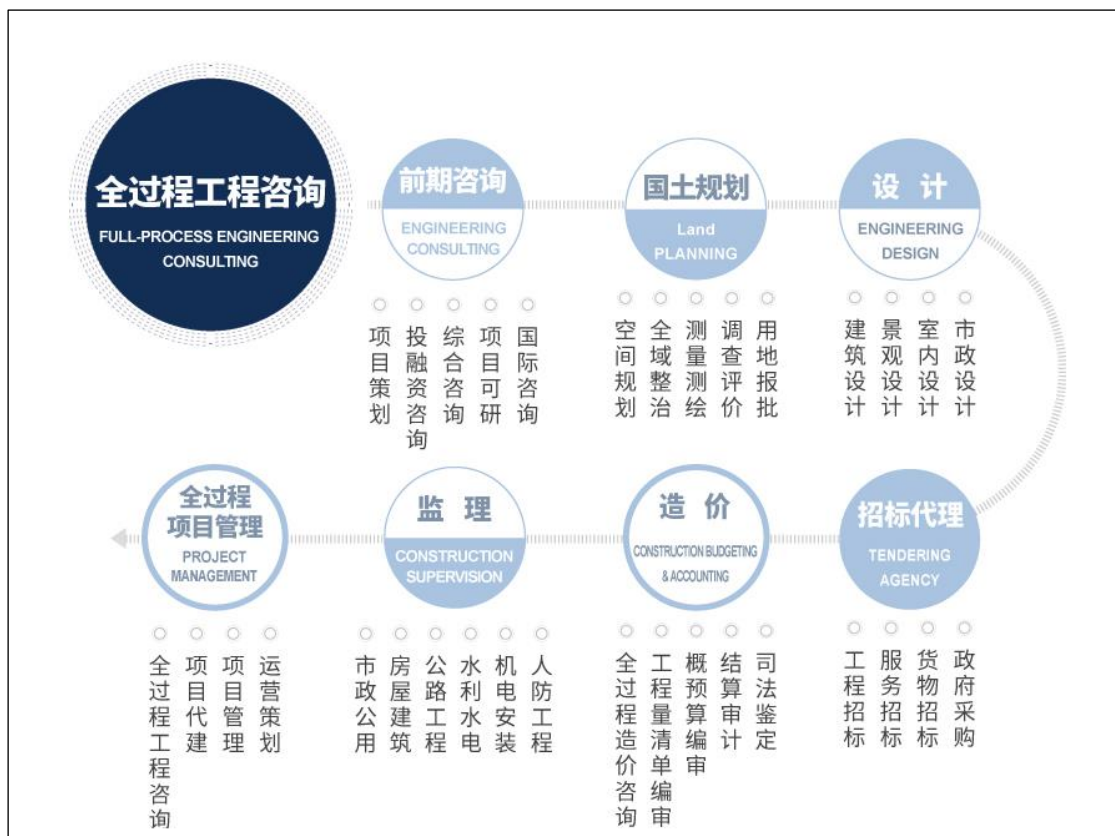 全过程工程咨询
FULL-PROCESS ENGINEERING
CONSULTING
前期咨询
ENGINEERING
CONSULTING
项目策划
投融资咨询
综合咨询
项目可研
国际咨询
国土规划
Land
PLANNING
空间规划
全域整治
测量测绘
调查评价
用地报批
设 计
ENGINEERING
DESIGN
建筑设计
景观设计
室内设计
市政设计
招标代理
TENDERING
AGENCY
工程招标
服务招标
货物招标
政府采购
造 价
CONSTRUCTION BUDGETING
& ACCOUNTING
全过程造价咨询
工程量清单编审
概预算编审
结算审计
司法鉴定
监 理
CONSTRUCTION
SUPERVISION
市政公用
房屋建筑
公路工程
水利水电
机电安装
人防工程
全过程
项目管理
PROJECT
MANAGEMENT
全过程工程咨询
项目代建
项目管理
运营策划